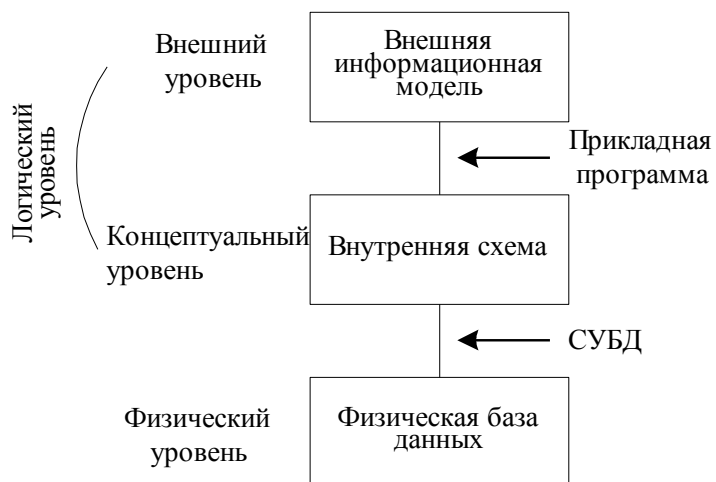 Внешний
уровень
Внешняя
информационная
модель
Прикладная
программа
Логический
уровень
Концептуальный
уровень
Внутренняя схема
СУБД
Физический
уровень
Физическая база
данных